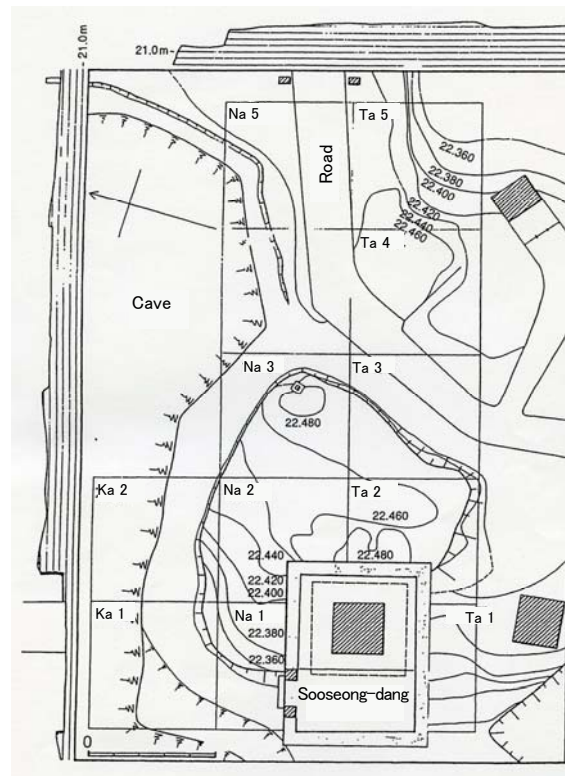 21.0m
21.0m
Na 5
Ta 5
Road
22.360
22.380
22.400
22.420
22.440
22.460
Ta 4
Cave
Na 3
Ta 3
22.480
Ka 2
Na 2
Ta 2
22.460
22.440
22.480
22.420
22.400
Ka 1
Na 1
Ta 1
22.380
22.360
Sooseong-dang
0